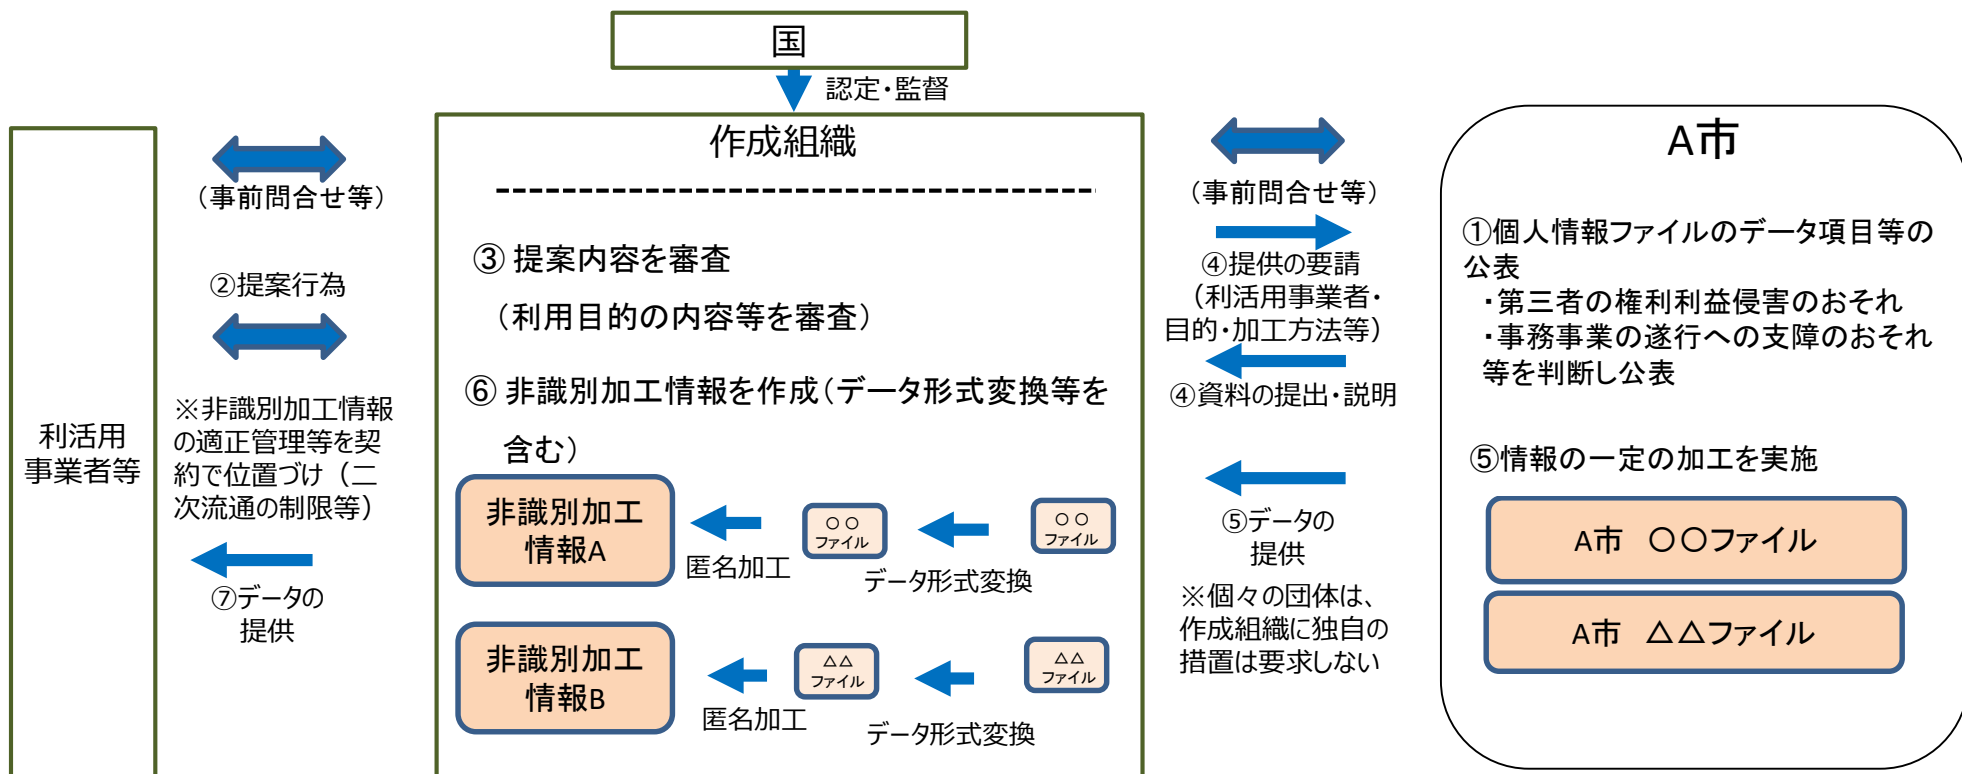 国
認定・監督
利活用
事業者等
(事前問合せ等)
②提案行為
※非識別加工情報
の適正管理等を契
約で位置づけ（二
次流通の制限等）
⑦データの
提供
作成組織
③ 提案内容を審査
（利用目的の内容等を審査）
⑥ 非識別加工情報を作成（データ形式変換等を
含む）
非識別加工
情報A
匿名加工
○○
ファイル
データ形式変換
○○
ファイル
非識別加工
情報B
匿名加工
△△
ファイル
データ形式変換
△△
ファイル
(事前問合せ等)
④提供の要請
（利活用事業者・
目的・加工方法等）
④資料の提出・説明
⑤データの
提供
※個々の団体は、
作成組織に独自の
措置は要求しない
A市
①個人情報ファイルのデータ項目等の
公表
・第三者の権利利益侵害のおそれ
・事務事業の遂行への支障のおそれ
等を判断し公表
⑤情報の一定の加工を実施
A市　○○ファイル
A市　△△ファイル